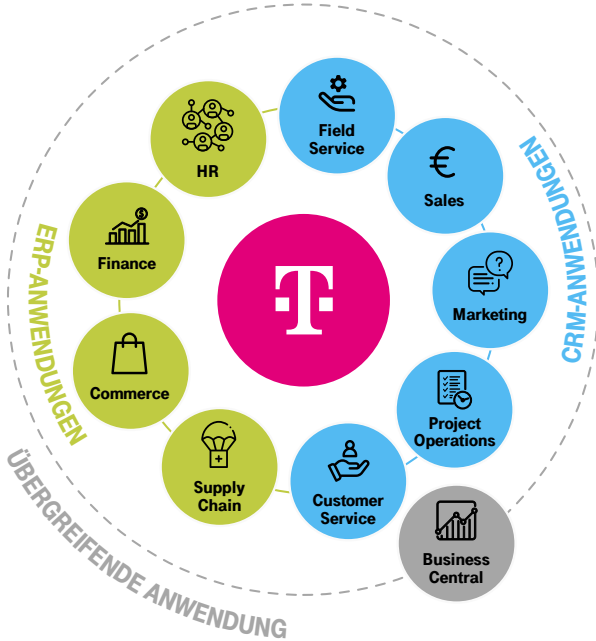 HR
Field
Service
Sales
Marketing
Project
Operations
Customer
Service
Supply
Chain
Commerce
Finance
T
Business
Central
ERP-ANWENDUNGEN
CRM-ANWENDUNGEN
ÜBERGREIFENDE ANWENDUNG